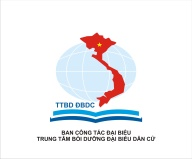 TTBD ĐBDC
BAN CÔNG TÁC ĐẠI BIỂU
TRUNG TÂM BỒI DƯỠNG ĐẠI BIỂU DÂN CỬ